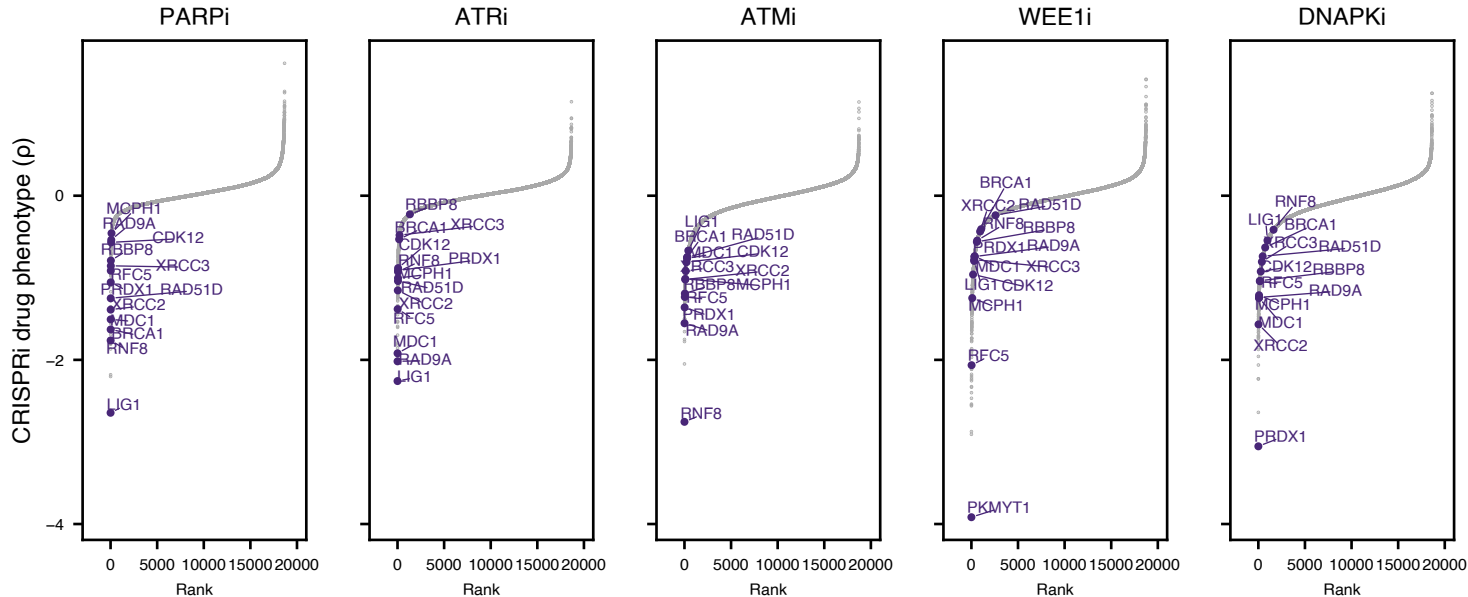 PARPi
ATRi
ATMi
WEE1i
DNAPKi
CRISPRi drug phenotype (ρ)
0
−2
−4
MCPH1
RAD9A
CDK12
RBBP8
XRCC3
RFC5
PRDX1
RAD51D
XRCC2
MDC1
BRCA1
RNF8
LIG1
0
5000
10000
15000
20000
Rank
RBBP8
BRCA1
XRCC3
CDK12
RNF8
PRDX1
MCPH1
RAD51D
XRCC2
RFC5
MDC1
RAD9A
LIG1
0
5000
10000
15000
20000
Rank
LIG1
BRCA1
RAD51D
MDC1
CDK12
XRCC3
XRCC2
RBBP8
MCPH1
RFC5
PRDX1
RAD9A
RNF8
0
5000
10000
15000
20000
Rank
BRCA1
XRCC2
RAD51D
RNF8
RBBP8
PRDX1
RAD9A
MDC1
XRCC3
LIG1
CDK12
MCPH1
RFC5
PKMYT1
0
5000
10000
15000
20000
Rank
RNF8
LIG1
BRCA1
XRCC3
RAD51D
CDK12
RBBP8
RFC5
RAD9A
MCPH1
MDC1
XRCC2
PRDX1
0
5000
10000
15000
20000
Rank